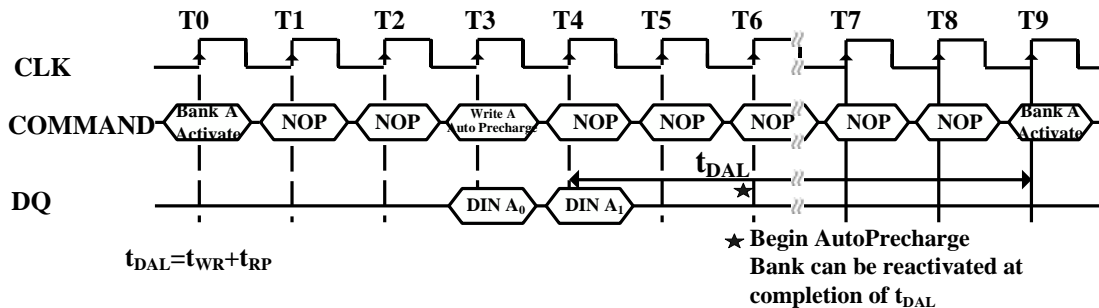 T0 T1 T2 T3 T4 T5 T6 T7 T8 T9
CLK
COMMAND
Bank A
Activate
NOP
NOP
Write A
Auto Precharge
NOP
NOP
NOP
NOP
NOP
Bank A
Activate
tDAL
DQ
DIN A0
DIN A1
tDAL=tWR+tRP
★ Begin AutoPrecharge
Bank can be reactivated at
completion of tDAL